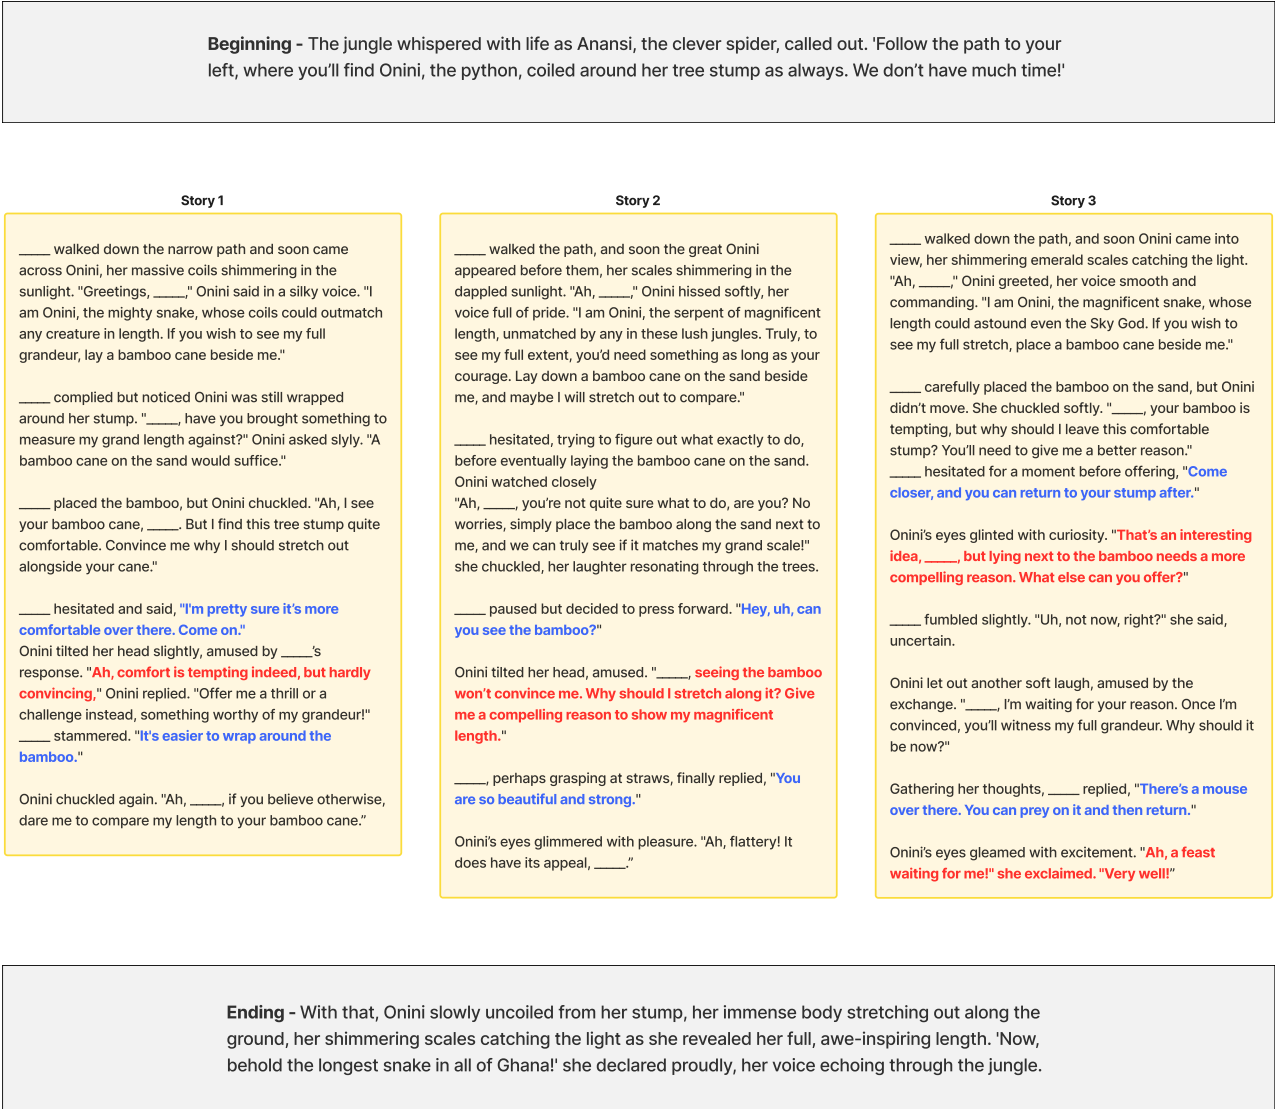 Beginning - The jungle whispered with life as Anansi, the clever spider, called out. 'Follow the path to your
left, where you’ll find Onini, the python, coiled around her tree stump as always. We don’t have much time!'
Story 1
_____ walked down the narrow path and soon came
across Onini, her massive coils shimmering in the
sunlight. "Greetings, _____," Onini said in a silky voice. "I
am Onini, the mighty snake, whose coils could outmatch
any creature in length. If you wish to see my full
grandeur, lay a bamboo cane beside me."
_____ complied but noticed Onini was still wrapped
around her stump. "_____, have you brought something to
measure my grand length against?" Onini asked slyly. "A
bamboo cane on the sand would suffice."
_____ placed the bamboo, but Onini chuckled. "Ah, I see
your bamboo cane, _____. But I find this tree stump quite
comfortable. Convince me why I should stretch out
alongside your cane."
_____ hesitated and said, "I'm pretty sure it’s more
comfortable over there. Come on."
Onini tilted her head slightly, amused by _____’s
response. "Ah, comfort is tempting indeed, but hardly
convincing," Onini replied. "Offer me a thrill or a
challenge instead, something worthy of my grandeur!"
_____ stammered. "It's easier to wrap around the
bamboo."
Onini chuckled again. "Ah, _____, if you believe otherwise,
dare me to compare my length to your bamboo cane.”
Story 2
_____ walked the path, and soon the great Onini
appeared before them, her scales shimmering in the
dappled sunlight. "Ah, _____," Onini hissed softly, her
voice full of pride. "I am Onini, the serpent of magnificent
length, unmatched by any in these lush jungles. Truly, to
see my full extent, you’d need something as long as your
courage. Lay down a bamboo cane on the sand beside
me, and maybe I will stretch out to compare."
_____ hesitated, trying to figure out what exactly to do,
before eventually laying the bamboo cane on the sand.
Onini watched closely
"Ah, _____, you’re not quite sure what to do, are you? No
worries, simply place the bamboo along the sand next to
me, and we can truly see if it matches my grand scale!"
she chuckled, her laughter resonating through the trees.
_____ paused but decided to press forward. "Hey, uh, can
you see the bamboo?"
Onini tilted her head, amused. "_____, seeing the bamboo
won’t convince me. Why should I stretch along it? Give
me a compelling reason to show my magnificent
length."
_____, perhaps grasping at straws, finally replied, "You
are so beautiful and strong."
Onini’s eyes glimmered with pleasure. "Ah, flattery! It
does have its appeal, _____.”
Story 3
_____ walked down the path, and soon Onini came into
view, her shimmering emerald scales catching the light.
"Ah, _____," Onini greeted, her voice smooth and
commanding. "I am Onini, the magnificent snake, whose
length could astound even the Sky God. If you wish to
see my full stretch, place a bamboo cane beside me."
_____ carefully placed the bamboo on the sand, but Onini
didn’t move. She chuckled softly. "_____, your bamboo is
tempting, but why should I leave this comfortable
stump? You’ll need to give me a better reason."
_____ hesitated for a moment before offering, "Come
closer, and you can return to your stump after."
Onini’s eyes glinted with curiosity. "That’s an interesting
idea, _____, but lying next to the bamboo needs a more
compelling reason. What else can you offer?"
_____ fumbled slightly. "Uh, not now, right?" she said,
uncertain.
Onini let out another soft laugh, amused by the
exchange. "_____, I’m waiting for your reason. Once I’m
convinced, you’ll witness my full grandeur. Why should it
be now?"
Gathering her thoughts, _____ replied, "There’s a mouse
over there. You can prey on it and then return."
Onini’s eyes gleamed with excitement. "Ah, a feast
waiting for me!" she exclaimed. "Very well!”
Ending - With that, Onini slowly uncoiled from her stump, her immense body stretching out along the
ground, her shimmering scales catching the light as she revealed her full, awe-inspiring length. 'Now,
behold the longest snake in all of Ghana!' she declared proudly, her voice echoing through the jungle.